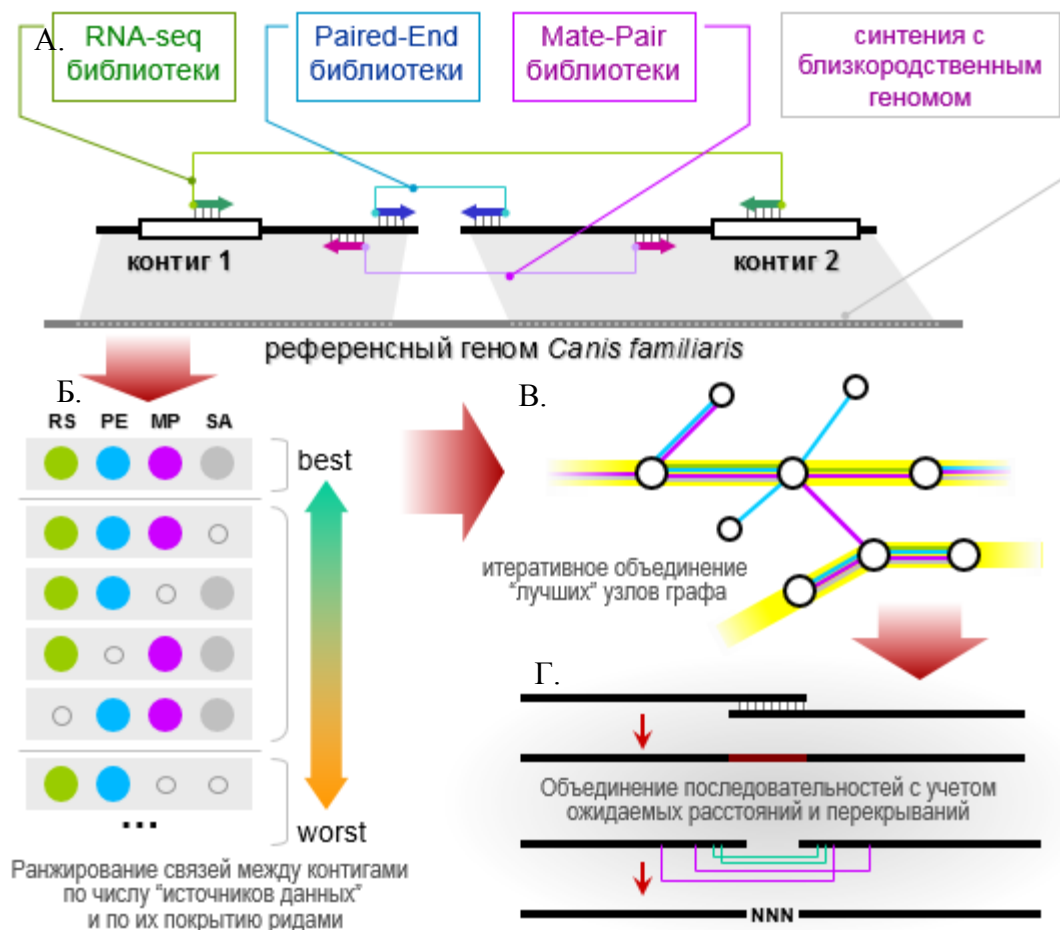 А.
RNA-seq
библиотеки
Paired-End
библиотеки
Mate-Pair
библиотеки
синтения с
близкородственным
геномом
контиг 1
контиг 2
референсный геном Canis familiaris
Б.
RS PE MP SA
best
worst
...
Ранжирование связей между контигами
по числу "источников данных"
и по их покрытию ридами
В.
итеративное объединение
"лучших" узлов графа
Г.
Объединение последовательностей с учетом
ожидаемых расстояний и перекрываний
NNN